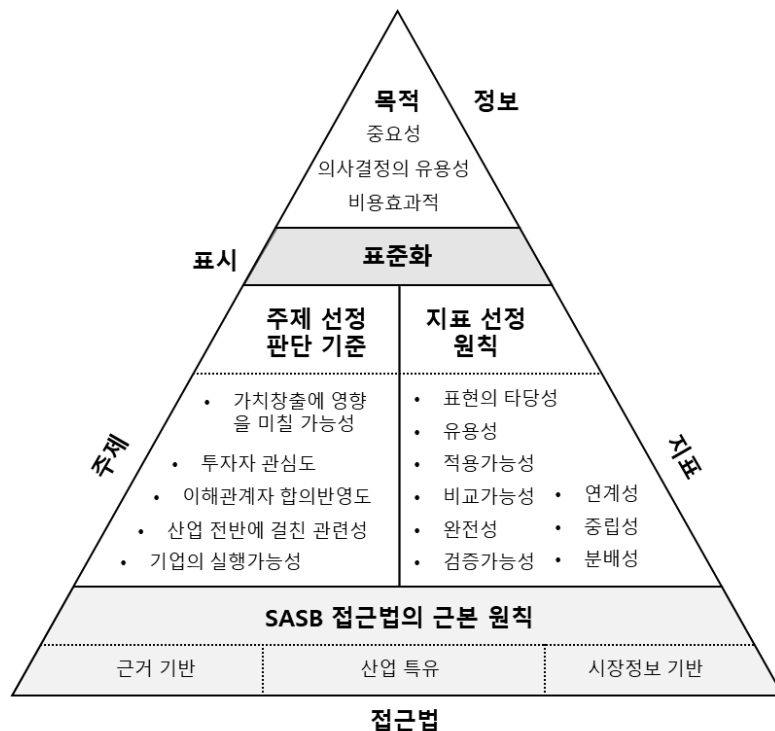 목적
정보
중요성
의사결정의 유용성
비용효과적
표시
표준화
주제 선정
판단 기준
지표 선정
원칙
주제
• 가치창출에 영향
을 미칠 가능성
• 투자자 관심도
• 이해관계자 합의반영도
• 산업 전반에 걸친 관련성
• 기업의 실행가능성
• 표현의 타당성
• 유용성
• 적용가능성
• 비교가능성
• 완전성
• 검증가능성
• 연계성
• 중립성
• 분배성
지표
SASB 접근법의 근본 원칙
근거 기반
산업 특유
시장정보 기반
접근법